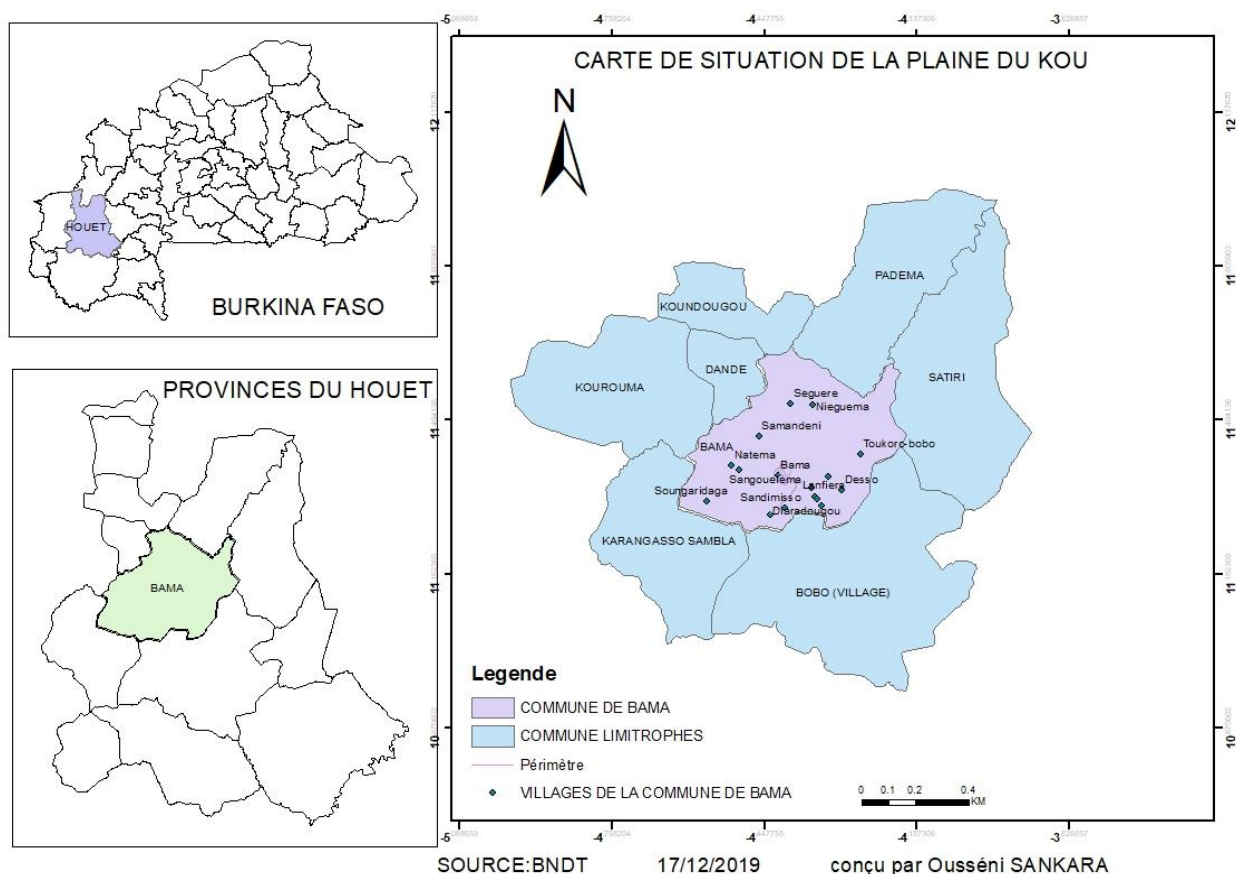 HOUET
BURKINA FASO
PROVINCES DU HOUET
BAMA
CARTE DE SITUATION DE LA PLAINE DU KOU
N
PADEMA
KOUNDOUGOU
DANDE
KOUROUMA
SATIRI
Seguere
Nieguema
Samandeni
Toukoro-bobo
BAMA
Natema
Bama
Sangouelema
Lanfiera
Desso
Soungaridaga
Sandimisso
Diaradougou
KARANGASSO SAMBLA
BOBO (VILLAGE)
Legende
COMMUNE DE BAMA
COMMUNE LIMITROPHES
Périmètre
VILLAGES DE LA COMMUNE DE BAMA
0 0.1 0.2 0.4
KM
SOURCE:BNDT 17/12/2019 conçu par Ousséni SANKARA